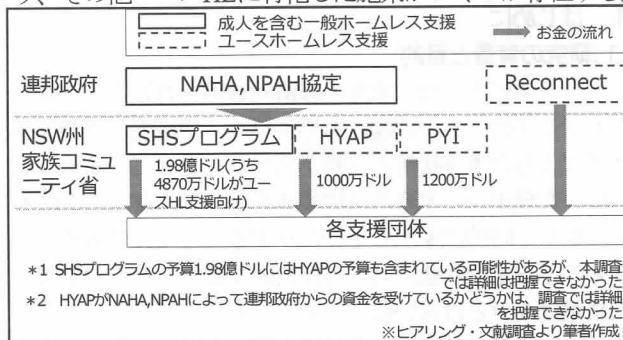 成人を含む一般ホームレス支援
ユースホームレス支援
お金の流れ
連邦政府
NAHA,NPAH協定
Reconnect
NSW州
家族コミュ
ニティ省
SHSプログラム
HYAP
PYI
1.98億ドル(うち
4870万ドルがユー
スHL支援向け)
1000万ドル
1200万ドル
各支援団体
*1 SHSプログラムの予算1.98億ドルにはHYAPの予算も含まれている可能性があるが、本調査
では詳細は把握できなかった
*2 HYAPがNAHA,NPAHによって連邦政府からの資金を受けているかどうかは、調査では詳細
を把握できなかった
※ヒアリング・文献調査より筆者作成